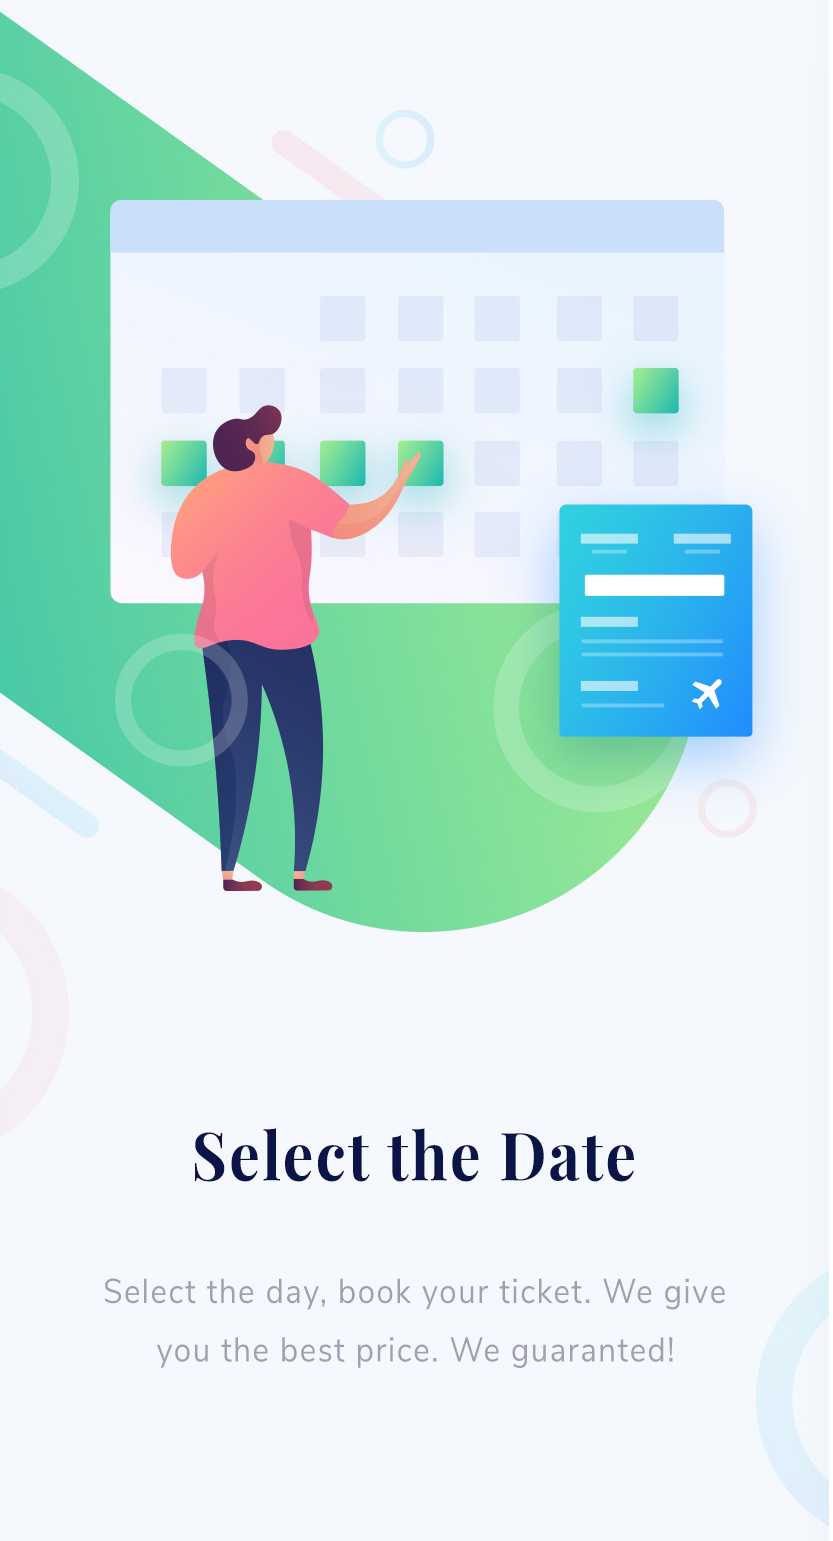 Select the Date
Select the day, book your ticket. We give
you the best price. We guaranted!